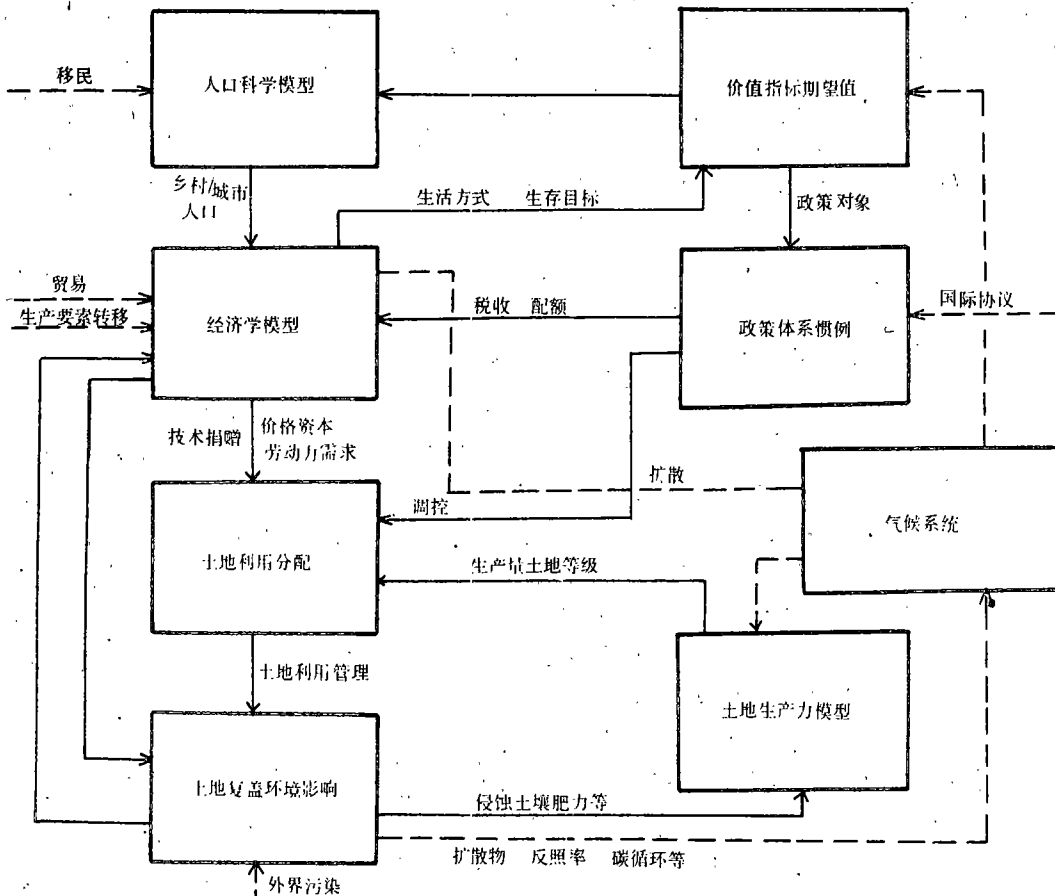 移民
人口科学模型
价值指标期望值
乡村/城市
人口
生活方式 生存目标
政策对象
贸易
生产要索转移
经济学模型
税收 配额
政策体系惯例
国际协议
技术捐赠
价格资本
劳动力需求
扩散
气候系统
调控
土地利用分配
生产量土地等级
土地利用管理
土地生产力模型
土地复盖环境影响
侵蚀土壤肥力等
扩散物 反照率 碳循环等
外界污染